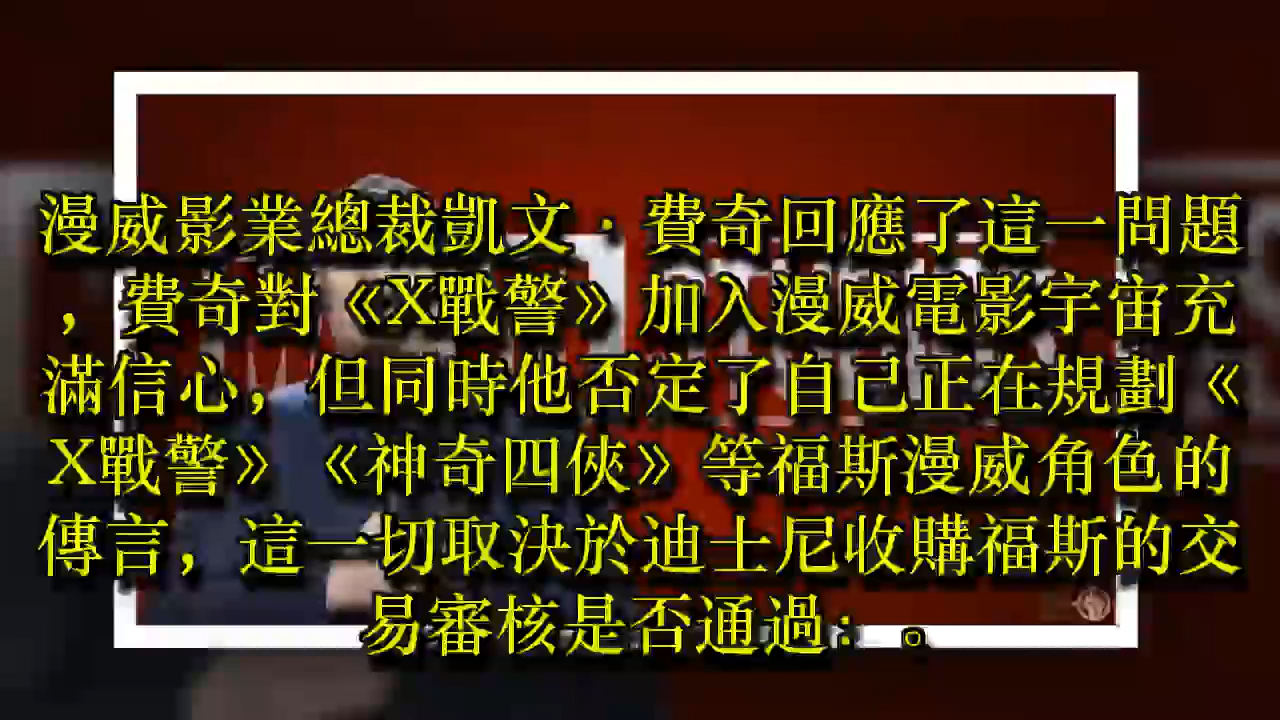 漫威影業總裁凱文·費奇回應了這一問題
，費奇對《X戰警》加入漫威電影宇宙充
滿信心，但同時他否定了自己正在規劃《
X戰警》《神奇四俠》等福斯漫威角色的
傳言，這一切取決於迪士尼收購福斯的交
易審核是否通過：。